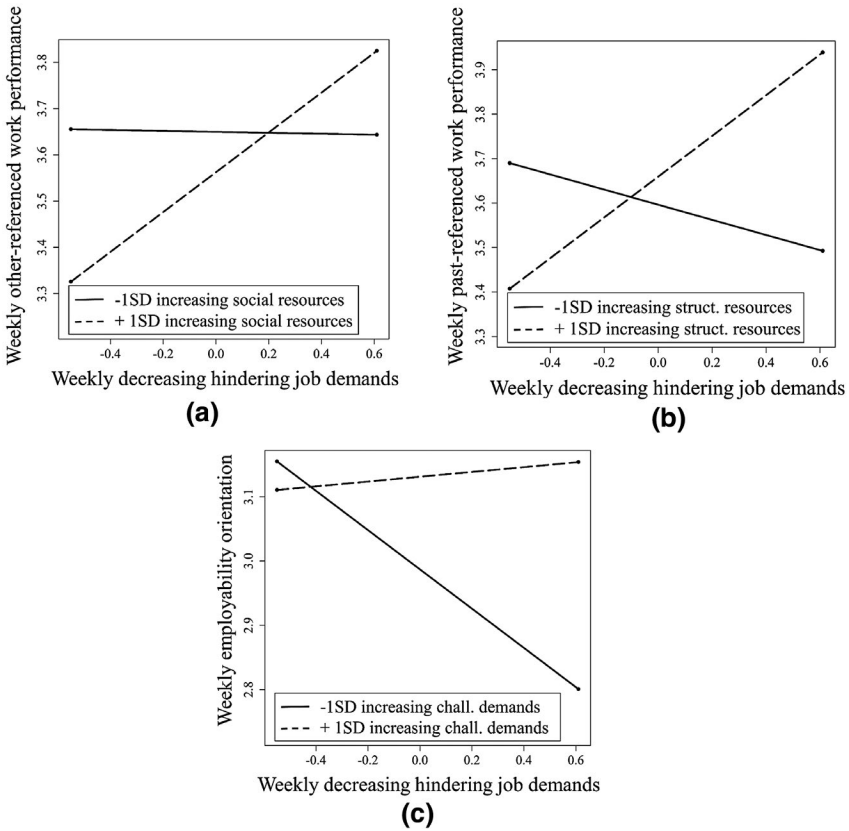 Weekly other-referenced work performance
3.8
3.7
3.6
3.5
3.4
3.3
-1SD increasing social resources
+ 1SD increasing social resources
-0.4 -0.2 0.0 0.2 0.4 0.6
Weekly decreasing hindering job demands
(a)
Weekly past-referenced work performance
3.9
3.8
3.7
3.6
3.5
3.4
3.3
-1SD increasing struct. resources
+ 1SD increasing struct. resources
-0.4 -0.2 0.0 0.2 0.4 0.6
Weekly decreasing hindering job demands
(b)
Weekly employability orientation
3.1
3.0
2.9
2.8
-1SD increasing chall. demands
+ 1SD increasing chall. demands
-0.4 -0.2 0.0 0.2 0.4 0.6
Weekly decreasing hindering job demands
(c)